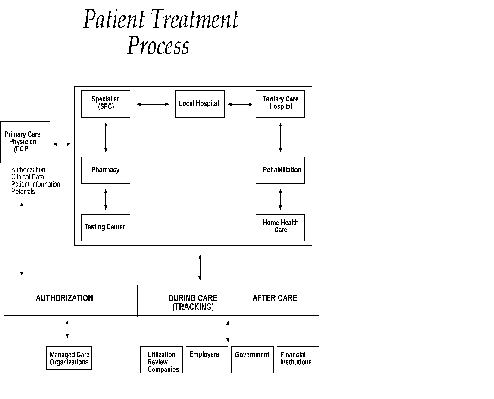 Patient Treatment
Process
Specialist
(SPC)
Local Hospital
Tertiary Care
Hospital
Primary Care
Physician
(PCP)
Authorization
Clinical Data
Patient Information
Referrals
Pharmacy
Rehabilitation
Testing Center
Home Health
Care
AUTHORIZATION
DURING CARE
(TRACKING)
AFTER CARE
Managed Care
Organizations
Utilization
Review
Companies
Employers
Government
Financial
Institutions